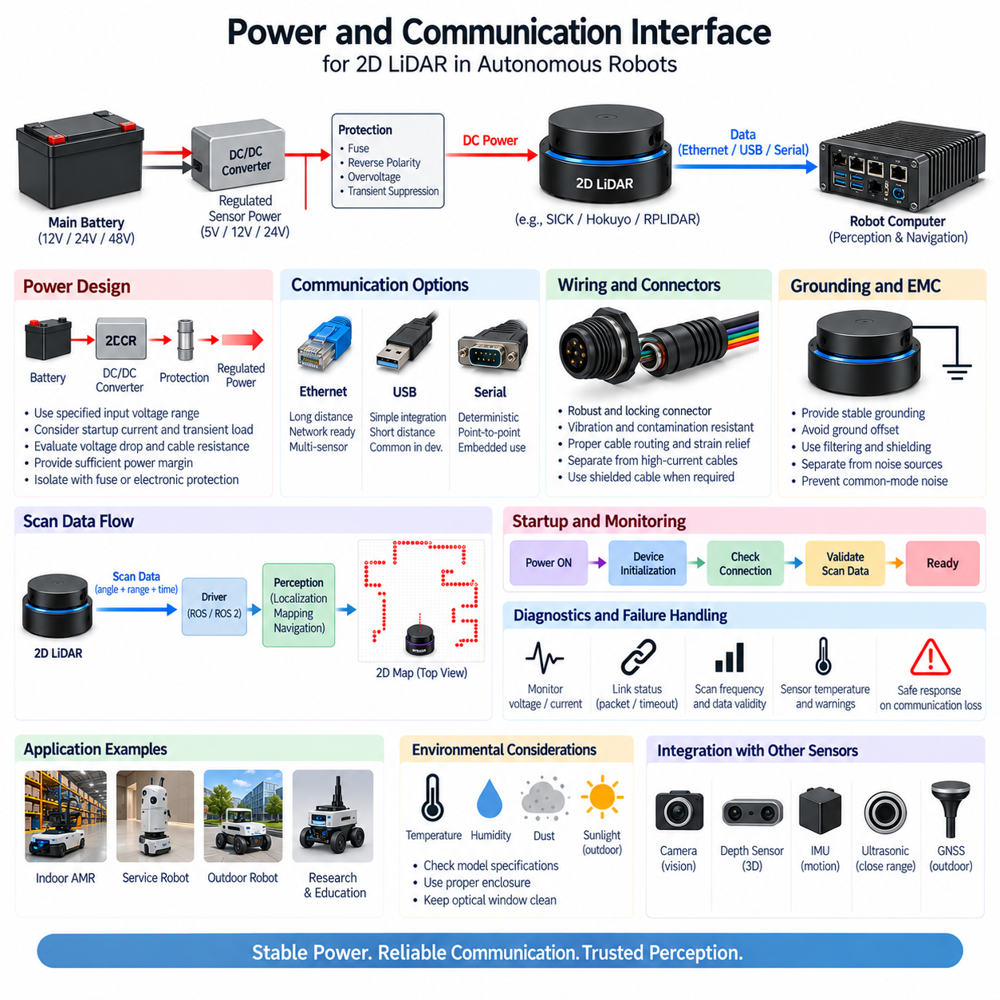 Power and Communication Interface
for 2D LiDAR in Autonomous Robots
Main Battery
(12V / 24V / 48V)
DC/DC
Converter
Regulated
Sensor Power
(5V / 12V / 24V)
Protection
• Fuse
• Reverse Polarity
• Overvoltage
• Transient Suppression
DC Power
2D LiDAR
(e.g., SICK / Hokuyo / RPLIDAR)
Data
(Ethernet / USB / Serial)
Robot Computer
(Perception & Navigation)
Power Design
Battery
DC/DC
Converter
Protection
Regulated
Power
• Use specified input voltage range
• Consider startup current and transient load
• Evaluate voltage drop and cable resistance
• Provide sufficient power margin
• Isolate with fuse or electronic protection
Communication Options
Ethernet
Long distance
Network ready
Multi-sensor
USB
Simple integration
Short distance
Common in dev.
Serial
Deterministic
Point-to-point
Embedded use
Wiring and Connectors
• Robust and locking connector
• Vibration and contamination resistant
• Proper cable routing and strain relief
• Separate from high-current cables
• Use shielded cable when required
Grounding and EMC
• Provide stable grounding
• Avoid ground offset
• Use filtering and shielding
• Separate from noise sources
• Prevent common-mode noise
Scan Data Flow
2D LiDAR
Scan Data
(angle + range + time)
Driver
(ROS / ROS 2)
Perception
(Localization
Mapping
Navigation)
2D Map (Top View)
Startup and Monitoring
Power ON
Device
Initialization
Check
Connection
Validate
Scan Data
Ready
Diagnostics and Failure Handling
Monitor
voltage / current
Link status
(packet / timeout)
Scan frequency
and data validity
Sensor temperature
and warnings
Safe response
on communication loss
Application Examples
Indoor AMR
Service Robot
Outdoor Robot
Research
& Education
Environmental Considerations
Temperature
Humidity
Dust
Sunlight
(outdoor)
• Check model specifications
• Use proper enclosure
• Keep optical window clean
Integration with Other Sensors
Camera
(vision)
Depth Sensor
(3D)
IMU
(motion)
Ultrasonic
(close range)
GNSS
(outdoor)
Stable Power. Reliable Communication. Trusted Perception.